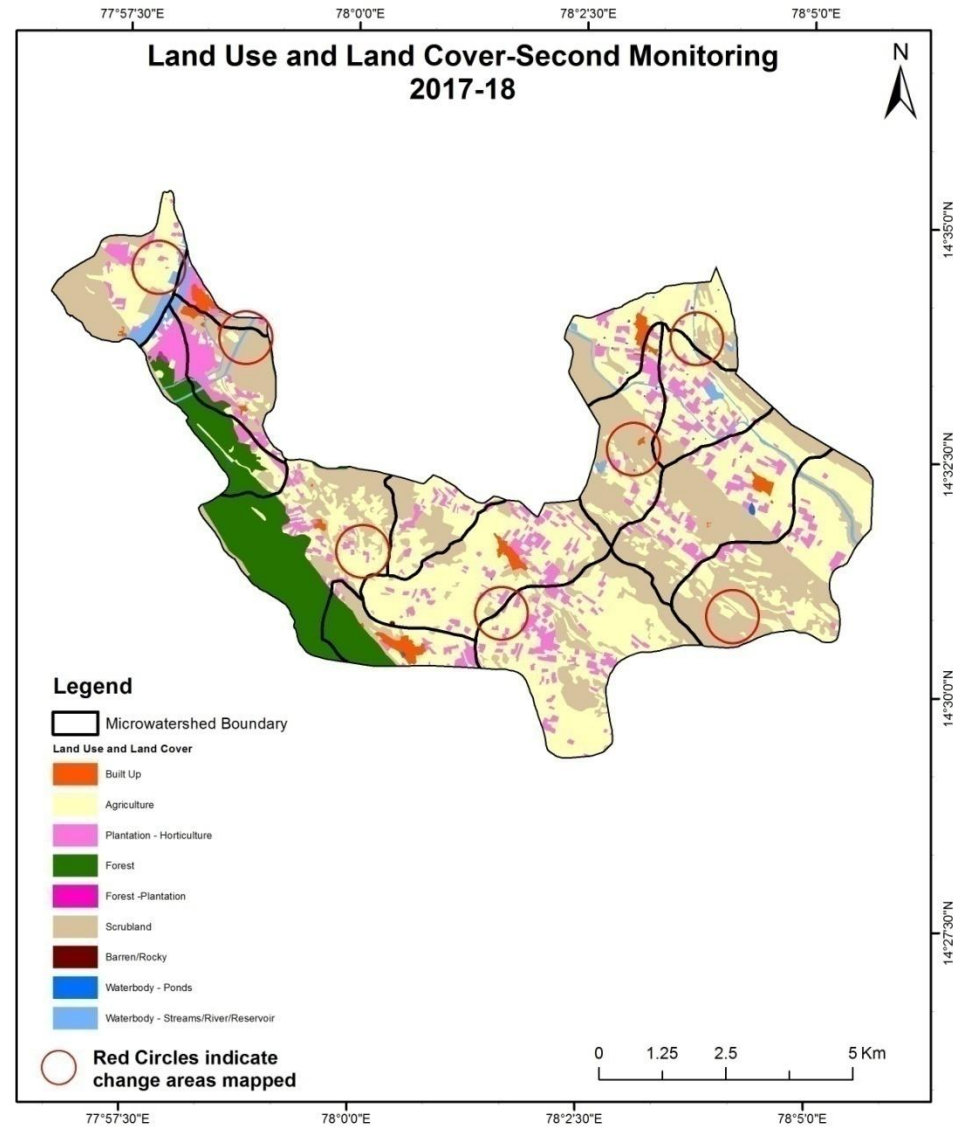 77°57'30"E 78°0'0"E 78°2'30"E 78°5'0"E
Land Use and Land Cover-Second Monitoring
2017-18
N
14°35'0"N
14°32'30"N
14°30'0"N
14°27'30"N
Legend
Microwatershed Boundary
Land Use and Land Cover
Built Up
Agriculture
Plantation - Horticulture
Forest
Forest -Plantation
Scrubland
Barren/Rocky
Waterbody - Ponds
Waterbody - Streams/River/Reservoir
Red Circles indicate
change areas mapped
0 1.25 2.5 5 Km
77°57'30"E 78°0'0"E 78°2'30"E 78°5'0"E